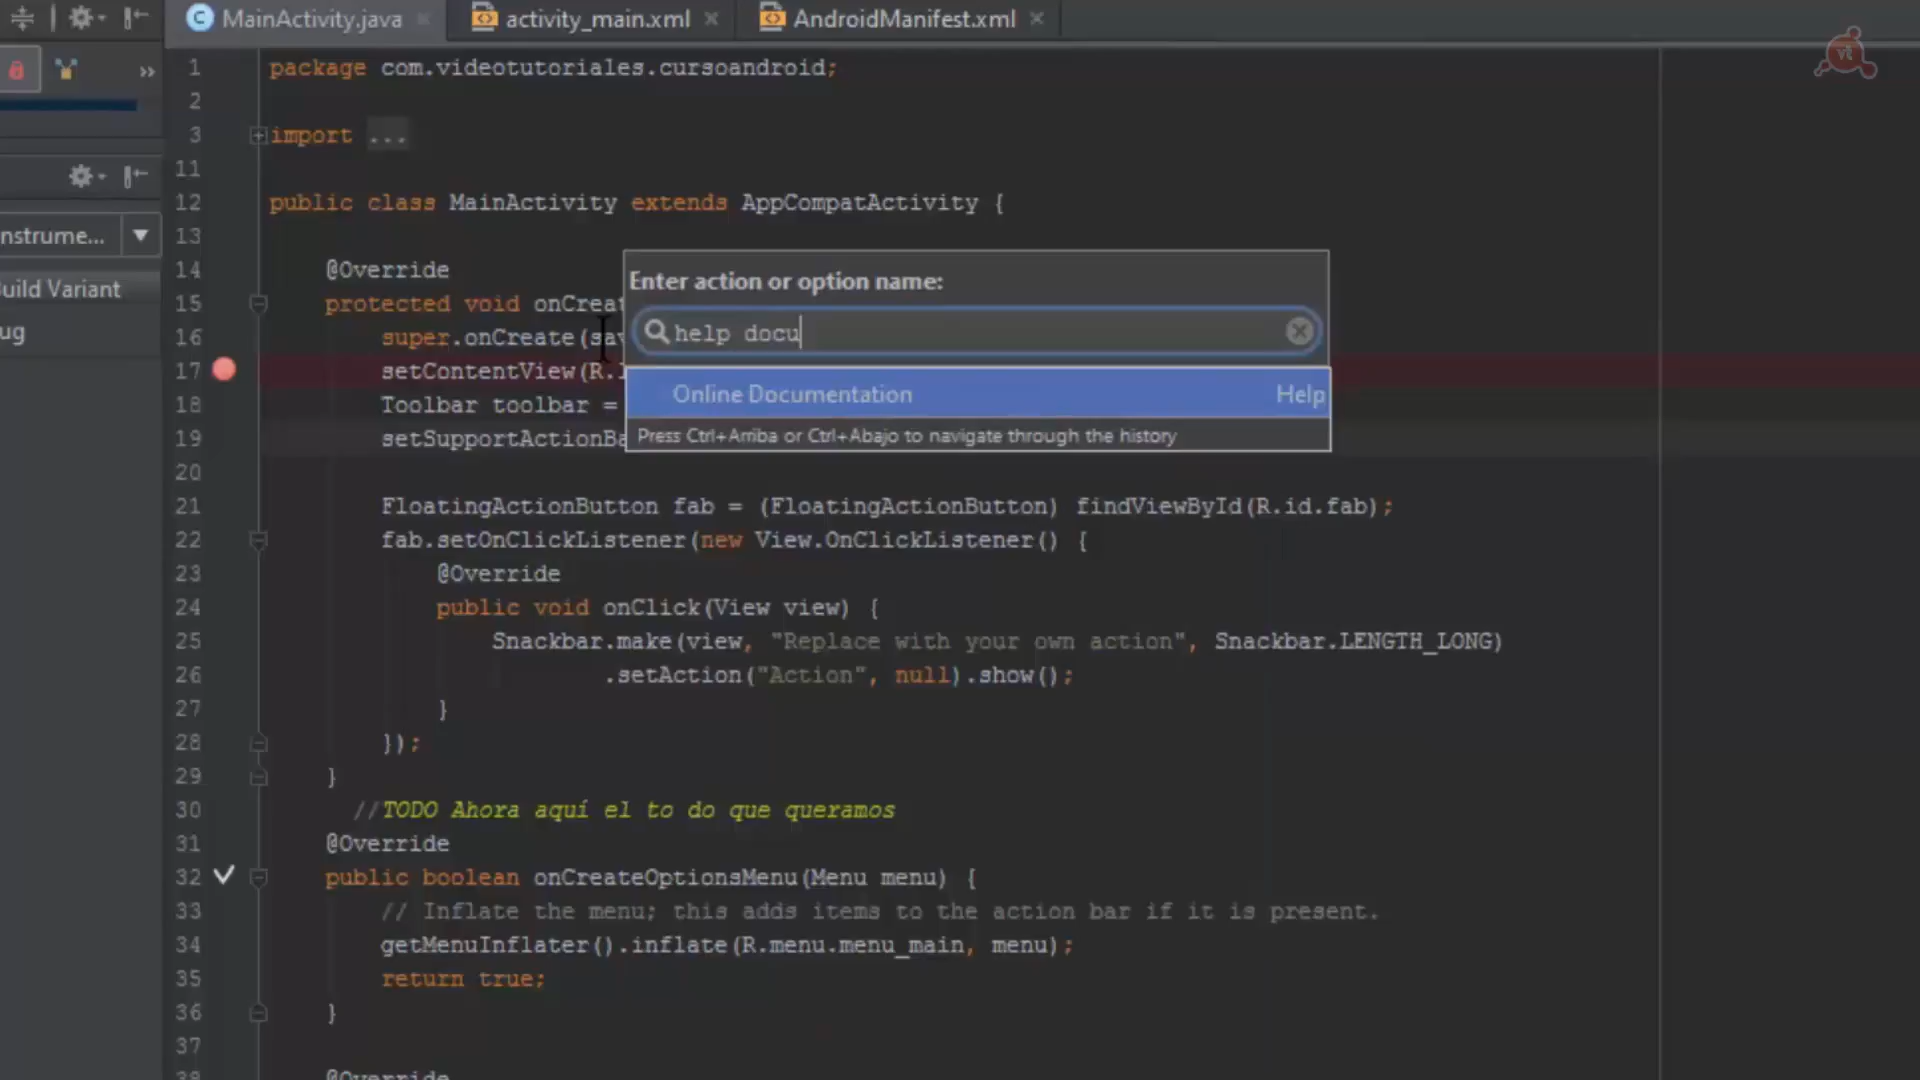 MainActivity.java
activity_main.xml
AndroidManifest.xml
1 package com.videotutoriales.cursoandroid;
2
3 import ...
11
12 public class MainActivity extends AppCompatActivity {
13
14 @Override
15 protected void onCreat
16 super.onCreate(sav
17 setContentView(R.l
18 Toolbar toolbar =
19 setSupportActionBa
20
21 FloatingActionButton fab = (FloatingActionButton) findViewById(R.id.fab);
22 fab.setOnClickListener(new View.OnClickListener() {
23 @Override
24 public void onClick(View view) {
25 Snackbar.make(view, "Replace with your own action", Snackbar.LENGTH_LONG)
26 .setAction("Action", null).show();
27 }
28 });
29 }
30 //TODO Ahora aquí el to do que queramos
31 @Override
32 public boolean onCreateOptionsMenu(Menu menu) {
33 // Inflate the menu; this adds items to the action bar if it is present.
34 getMenuInflater().inflate(R.menu.menu_main, menu);
35 return true;
36 }
37
38 @Override
nstrume...
uild Variant
ug
Enter action or option name:
help docu
Online Documentation Help
Press Ctrl+Arriba or Ctrl+Abajo to navigate through the history